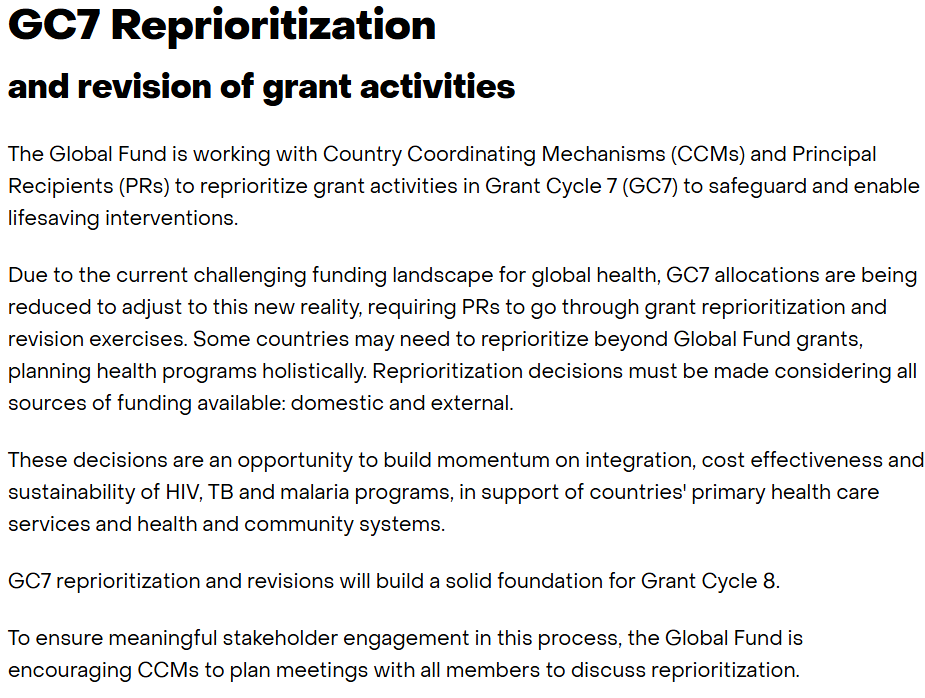 GC7 Reprioritization
and revision of grant activities
The Global Fund is working with Country Coordinating Mechanisms (CCMs) and Principal
Recipients (PRs) to reprioritize grant activities in Grant Cycle 7 (GC7) to safeguard and enable
lifesaving interventions.
Due to the current challenging funding landscape for global health, GC7 allocations are being
reduced to adjust to this new reality, requiring PRs to go through grant reprioritization and
revision exercises. Some countries may need to reprioritize beyond Global Fund grants,
planning health programs holistically. Reprioritization decisions must be made considering all
sources of funding available: domestic and external.
These decisions are an opportunity to build momentum on integration, cost effectiveness and
sustainability of HIV, TB and malaria programs, in support of countries' primary health care
services and health and community systems.
GC7 reprioritization and revisions will build a solid foundation for Grant Cycle 8.
To ensure meaningful stakeholder engagement in this process, the Global Fund is
encouraging CCMs to plan meetings with all members to discuss reprioritization.